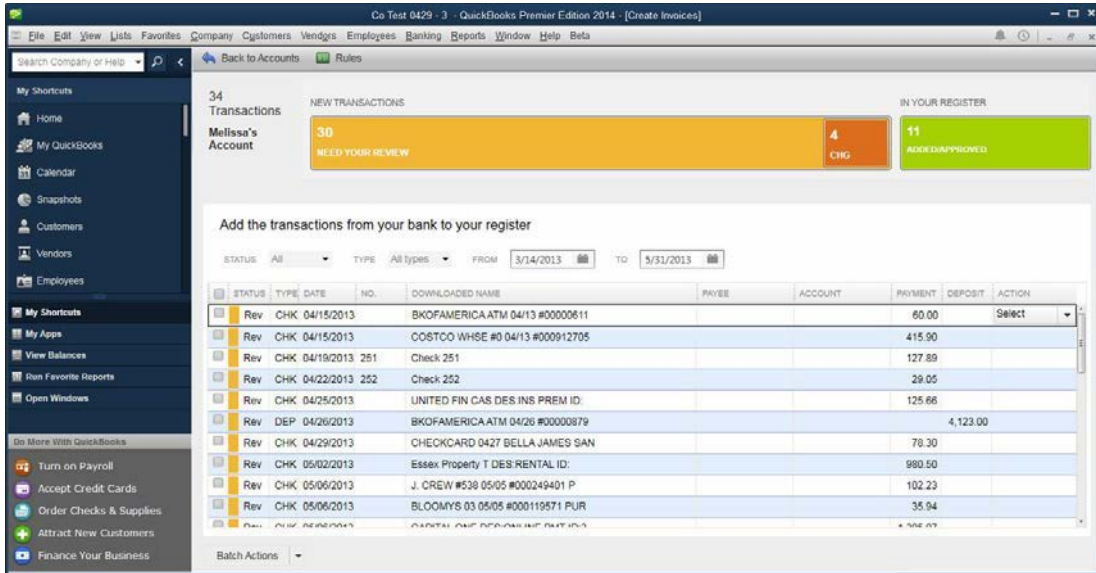 Co Test 0429 - 3 - QuickBooks Premier Edition 2014 - [Create Invoices]
File Edit View Lists Favorites Company Customers Vendors Employees Banking Reports Window Help Beta
Search Company or Help
Back to Accounts Rules
My Shortcuts
Home
My QuickBooks
Calendar
Snapshots
Customers
Vendors
Employees
My Shortcuts
My Apps
View Balances
Run Favorite Reports
Open Windows
Do More With QuickBooks
Turn on Payroll
Accept Credit Cards
Order Checks & Supplies
Attract New Customers
Finance Your Business
34
Transactions
Melissa's
Account
NEW TRANSACTIONS
30
NEED YOUR REVIEW
4
CHG
IN YOUR REGISTER
11
ADDED/APPROVED
Add the transactions from your bank to your register
STATUS All TYPE All types FROM 3/14/2013 TO 5/31/2013
STATUS TYPE DATE NO. DOWNLOADED NAME PAYEE ACCOUNT PAYMENT DEPOSIT ACTION
Rev CHK 04/15/2013 BKOFAMERICA ATM 04/13 #00000611 60.00 Select
Rev CHK 04/15/2013 COSTCO WHSE #0 04/13 #000912705 415.90
Rev CHK 04/19/2013 251 Check 251 127.89
Rev CHK 04/22/2013 252 Check 252 29.05
Rev CHK 04/25/2013 UNITED FIN CAS DES:INS PREM ID: 125.66
Rev DEP 04/26/2013 BKOFAMERICA ATM 04/26 #00000879 4,123.00
Rev CHK 04/29/2013 CHECKCARD 0427 BELLA JAMES SAN 78.30
Rev CHK 05/02/2013 Essex Property T DES:RENTAL ID: 980.50
Rev CHK 05/06/2013 J. CREW #538 05/05 #000249401 P 102.23
Rev CHK 05/06/2013 BLOOMYS 03 05/05 #000119571 PUR 35.94
Rev CHK 05/06/2013 CAPITAL ONE DES:ONLINE PMT
Batch Actions